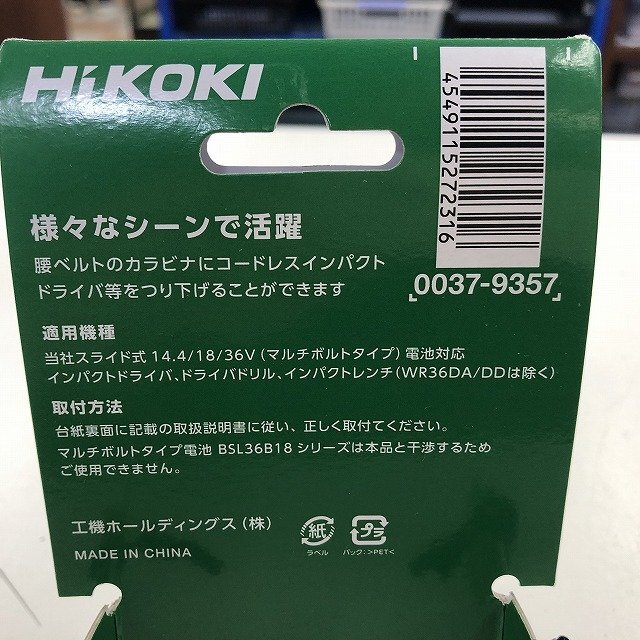 HiKOKI
4549115272316
様々なシーンで活躍
腰ベルトのカラビナにコードレスインパクト
ドライバ等をつり下げることができます
0037-9357
適用機種
当社スライド式 14.4/18/36V(マルチボルトタイプ)電池対応
インパクトドライバ、ドライバドリル、インパクトレンチ(WR36DA/DDは除く)
取付方法
台紙裏面に記載の取扱説明書に従い、正しく取付てください。
マルチボルトタイプ電池 BSL36B18 シリーズは本品と干渉するため
ご使用できません。
工機ホールディングス(株)
MADE IN CHINA
紙
ラベル
プラ
パック:>PET<